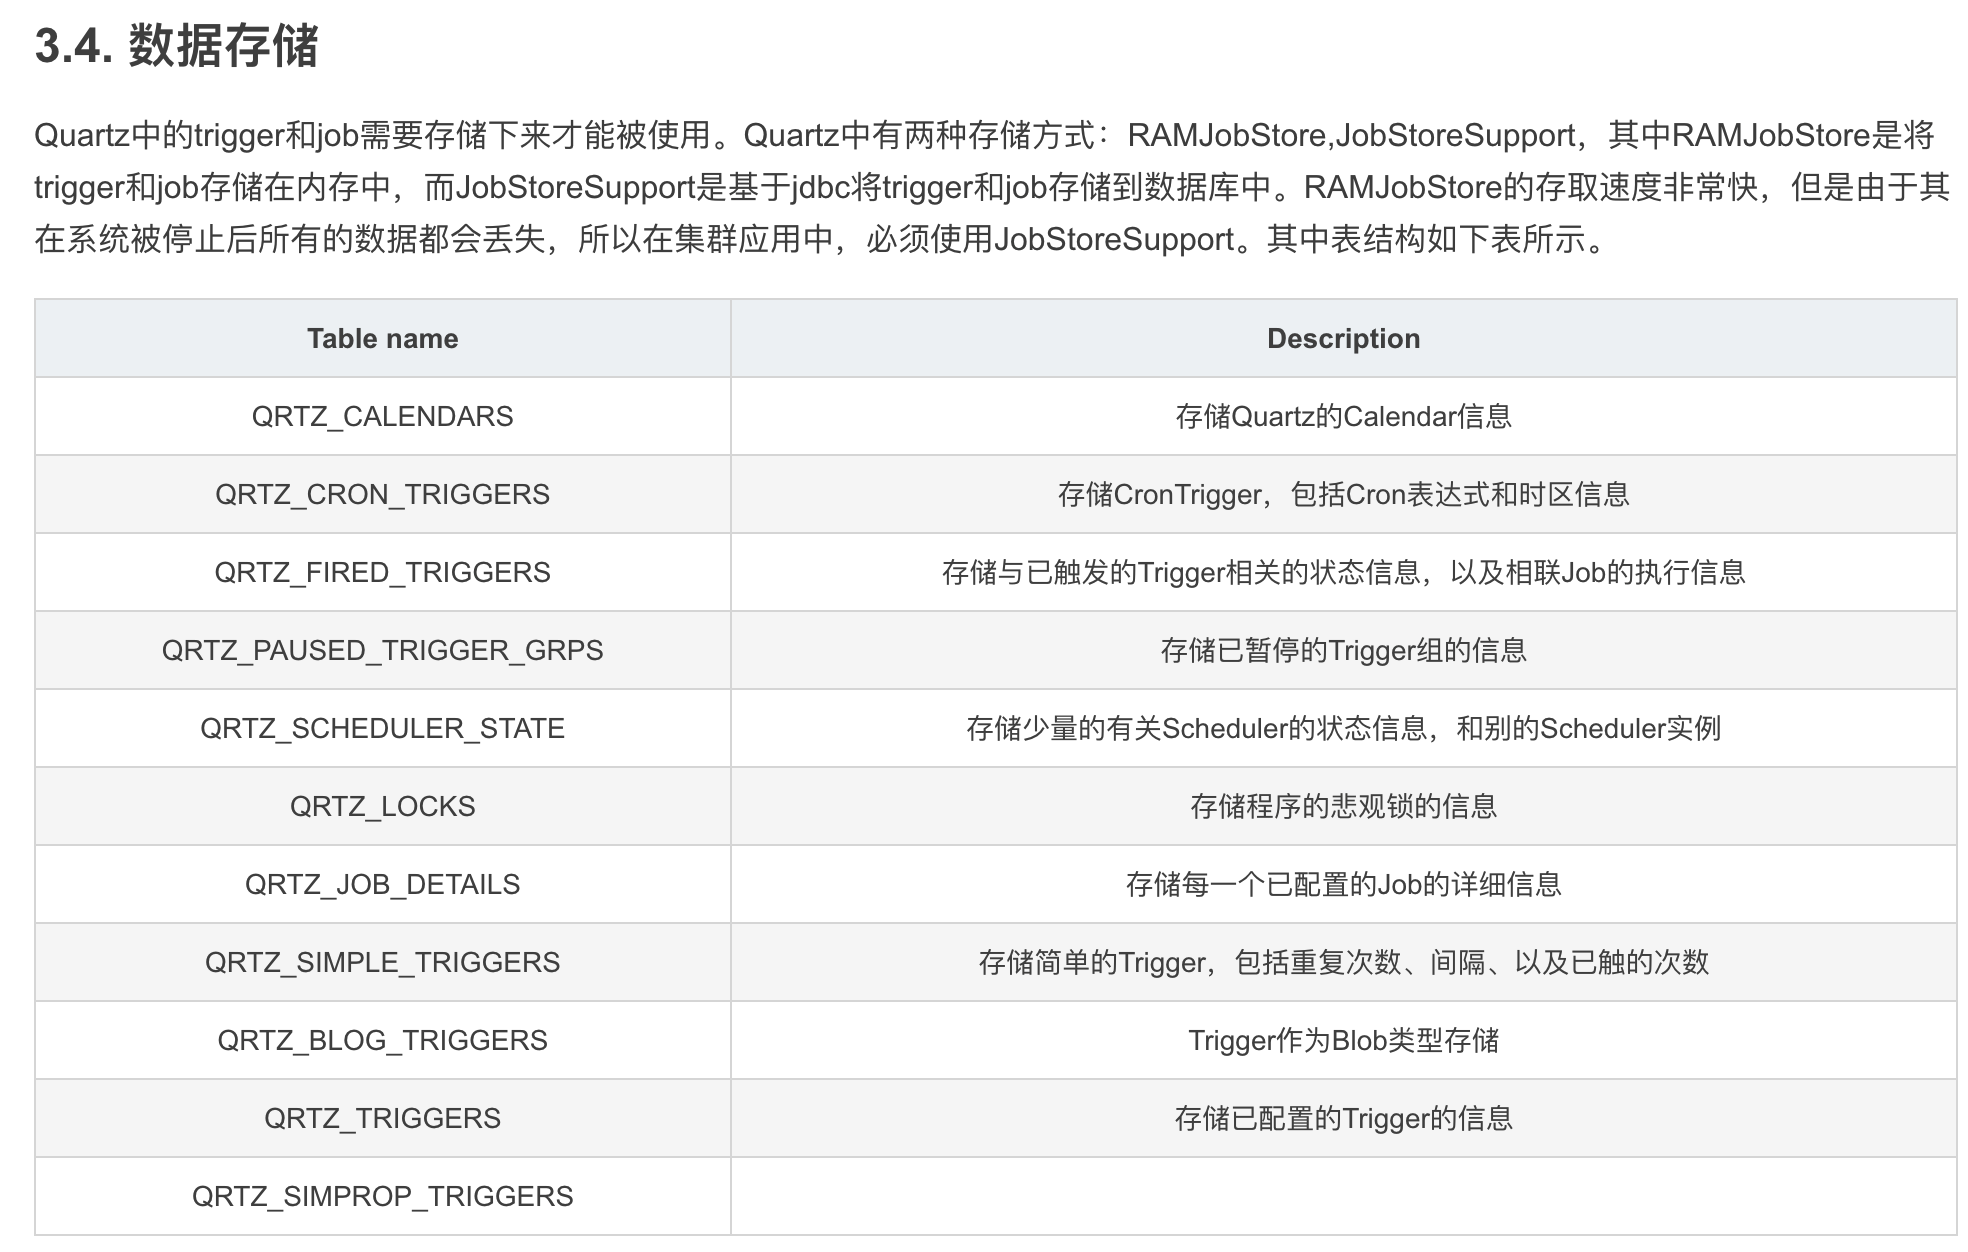 3.4. 数据存储
Quartz中的trigger和job需要存储下来才能被使用。Quartz中有两种存储方式：RAMJobStore,JobStoreSupport，其中RAMJobStore是将
trigger和job存储在内存中，而JobStoreSupport是基于jdbc将trigger和job存储到数据库中。RAMJobStore的存取速度非常快，但是由于其
在系统被停止后所有的数据都会丢失，所以在集群应用中，必须使用JobStoreSupport。其中表结构如下表所示。
Table name Description
QRTZ_CALENDARS 存储Quartz的Calendar信息
QRTZ_CRON_TRIGGERS 存储CronTrigger，包括Cron表达式和时区信息
QRTZ_FIRED_TRIGGERS 存储与已触发的Trigger相关的状态信息，以及相联Job的执行信息
QRTZ_PAUSED_TRIGGER_GRPS 存储已暂停的Trigger组的信息
QRTZ_SCHEDULER_STATE 存储少量的有关Scheduler的状态信息，和别的Scheduler实例
QRTZ_LOCKS 存储程序的悲观锁的信息
QRTZ_JOB_DETAILS 存储每一个已配置的Job的详细信息
QRTZ_SIMPLE_TRIGGERS 存储简单的Trigger，包括重复次数、间隔、以及已触的次数
QRTZ_BLOG_TRIGGERS Trigger作为Blob类型存储
QRTZ_TRIGGERS 存储已配置的Trigger的信息
QRTZ_SIMPROP_TRIGGERS